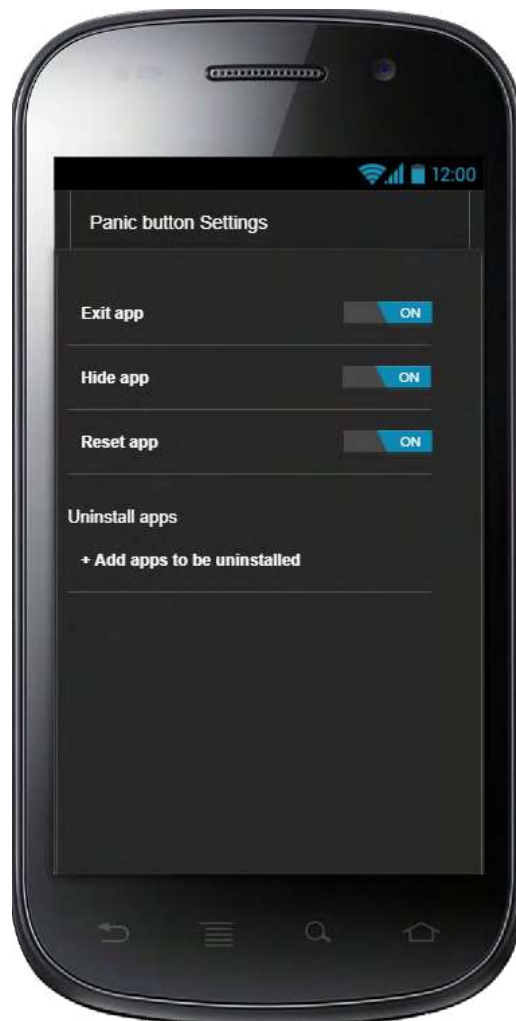 12:00
Panic button Settings
Exit app ON
Hide app ON
Reset app ON
Uninstall apps
+ Add apps to be uninstalled